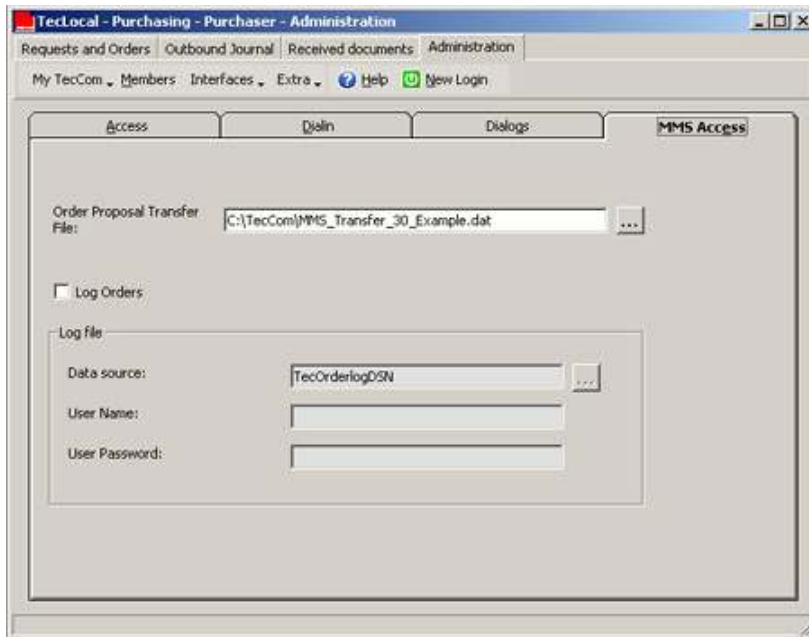 TecLocal - Purchasing - Purchaser - Administration
Requests and Orders Outbound Journal Received documents Administration
My TecCom Members Interfaces Extra Help New Login
Access Dialin Dialogs MMS Access
Order Proposal Transfer
File:
C:\TecCom\MMS_Transfer_30_Example.dat
...
Log Orders
Log file
Data source: TecOrderlogDSN ...
User Name:
User Password: